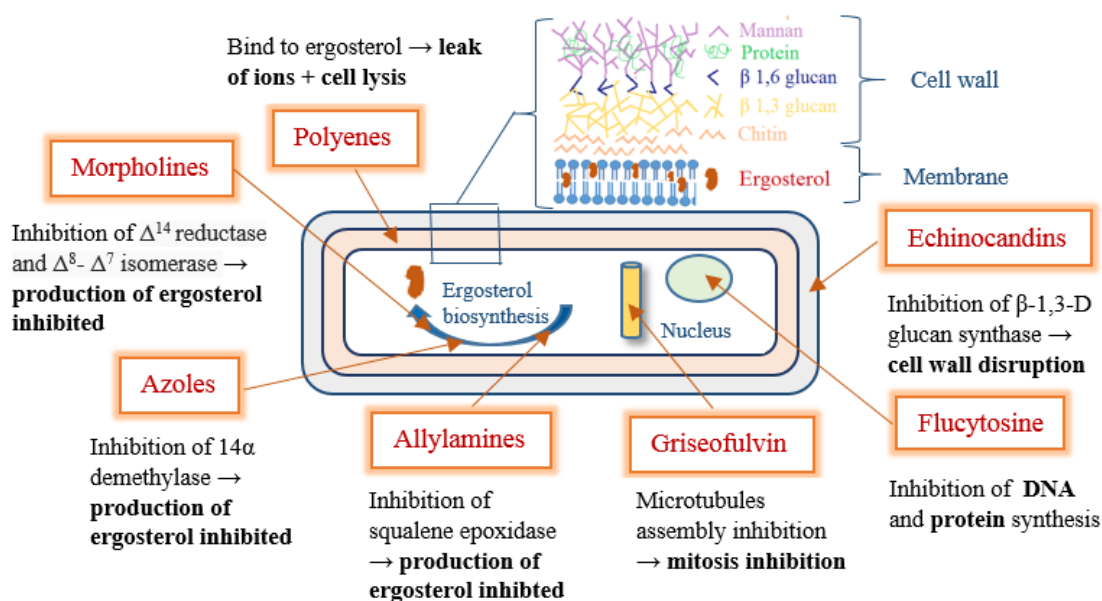 Bind to ergosterol → leak
of ions + cell lysis
Mannan
Protein
β 1,6 glucan
β 1,3 glucan
Chitin
Ergosterol
Cell wall
Membrane
Polyenes
Morpholines
Inhibition of Δ¹⁴ reductase
and Δ⁸- Δ⁷ isomerase →
production of ergosterol
inhibited
Ergosterol
biosynthesis
Nucleus
Echinocandins
Inhibition of β-1,3-D
glucan synthase →
cell wall disruption
Azoles
Inhibition of 14α
demethylase →
production of
ergosterol inhibited
Allylamines
Inhibition of
squalene epoxidase
→ production of
ergosterol inhibted
Griseofulvin
Microtubules
assembly inhibition
→ mitosis inhibition
Flucytosine
Inhibition of DNA
and protein synthesis